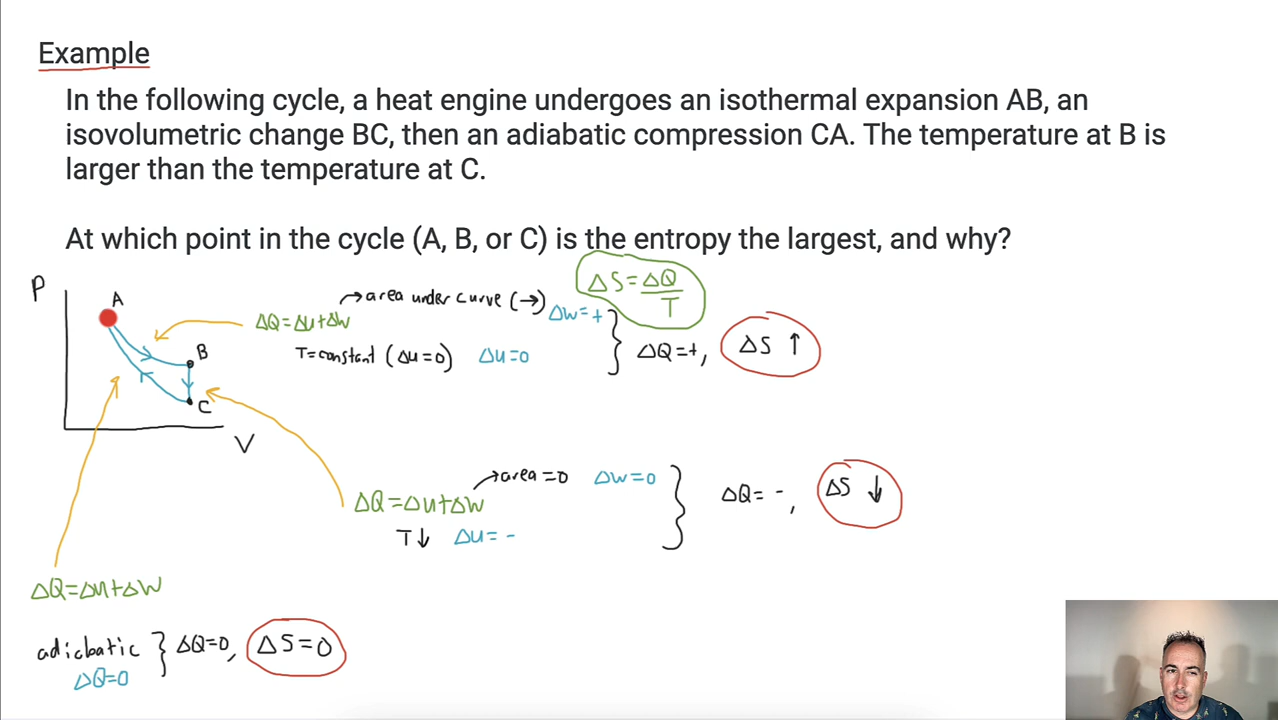 Example
In the following cycle, a heat engine undergoes an isothermal expansion AB, an
isovolumetric change BC, then an adiabatic compression CA. The temperature at B is
larger than the temperature at C.
At which point in the cycle (A, B, or C) is the entropy the largest, and why?
P
A
B
C
V
ΔS=ΔQ/T
→area under curve (→) ΔW=+
ΔQ=ΔU+ΔW
T=constant (ΔU=0) ΔU=0
ΔQ=+, ΔS ↑
→area=0 ΔW=0
ΔQ=ΔU+ΔW
T↓ ΔU=-
ΔQ=-, ΔS ↓
ΔQ=ΔU+ΔW
adiabatic } ΔQ=0, ΔS=0
ΔQ=0